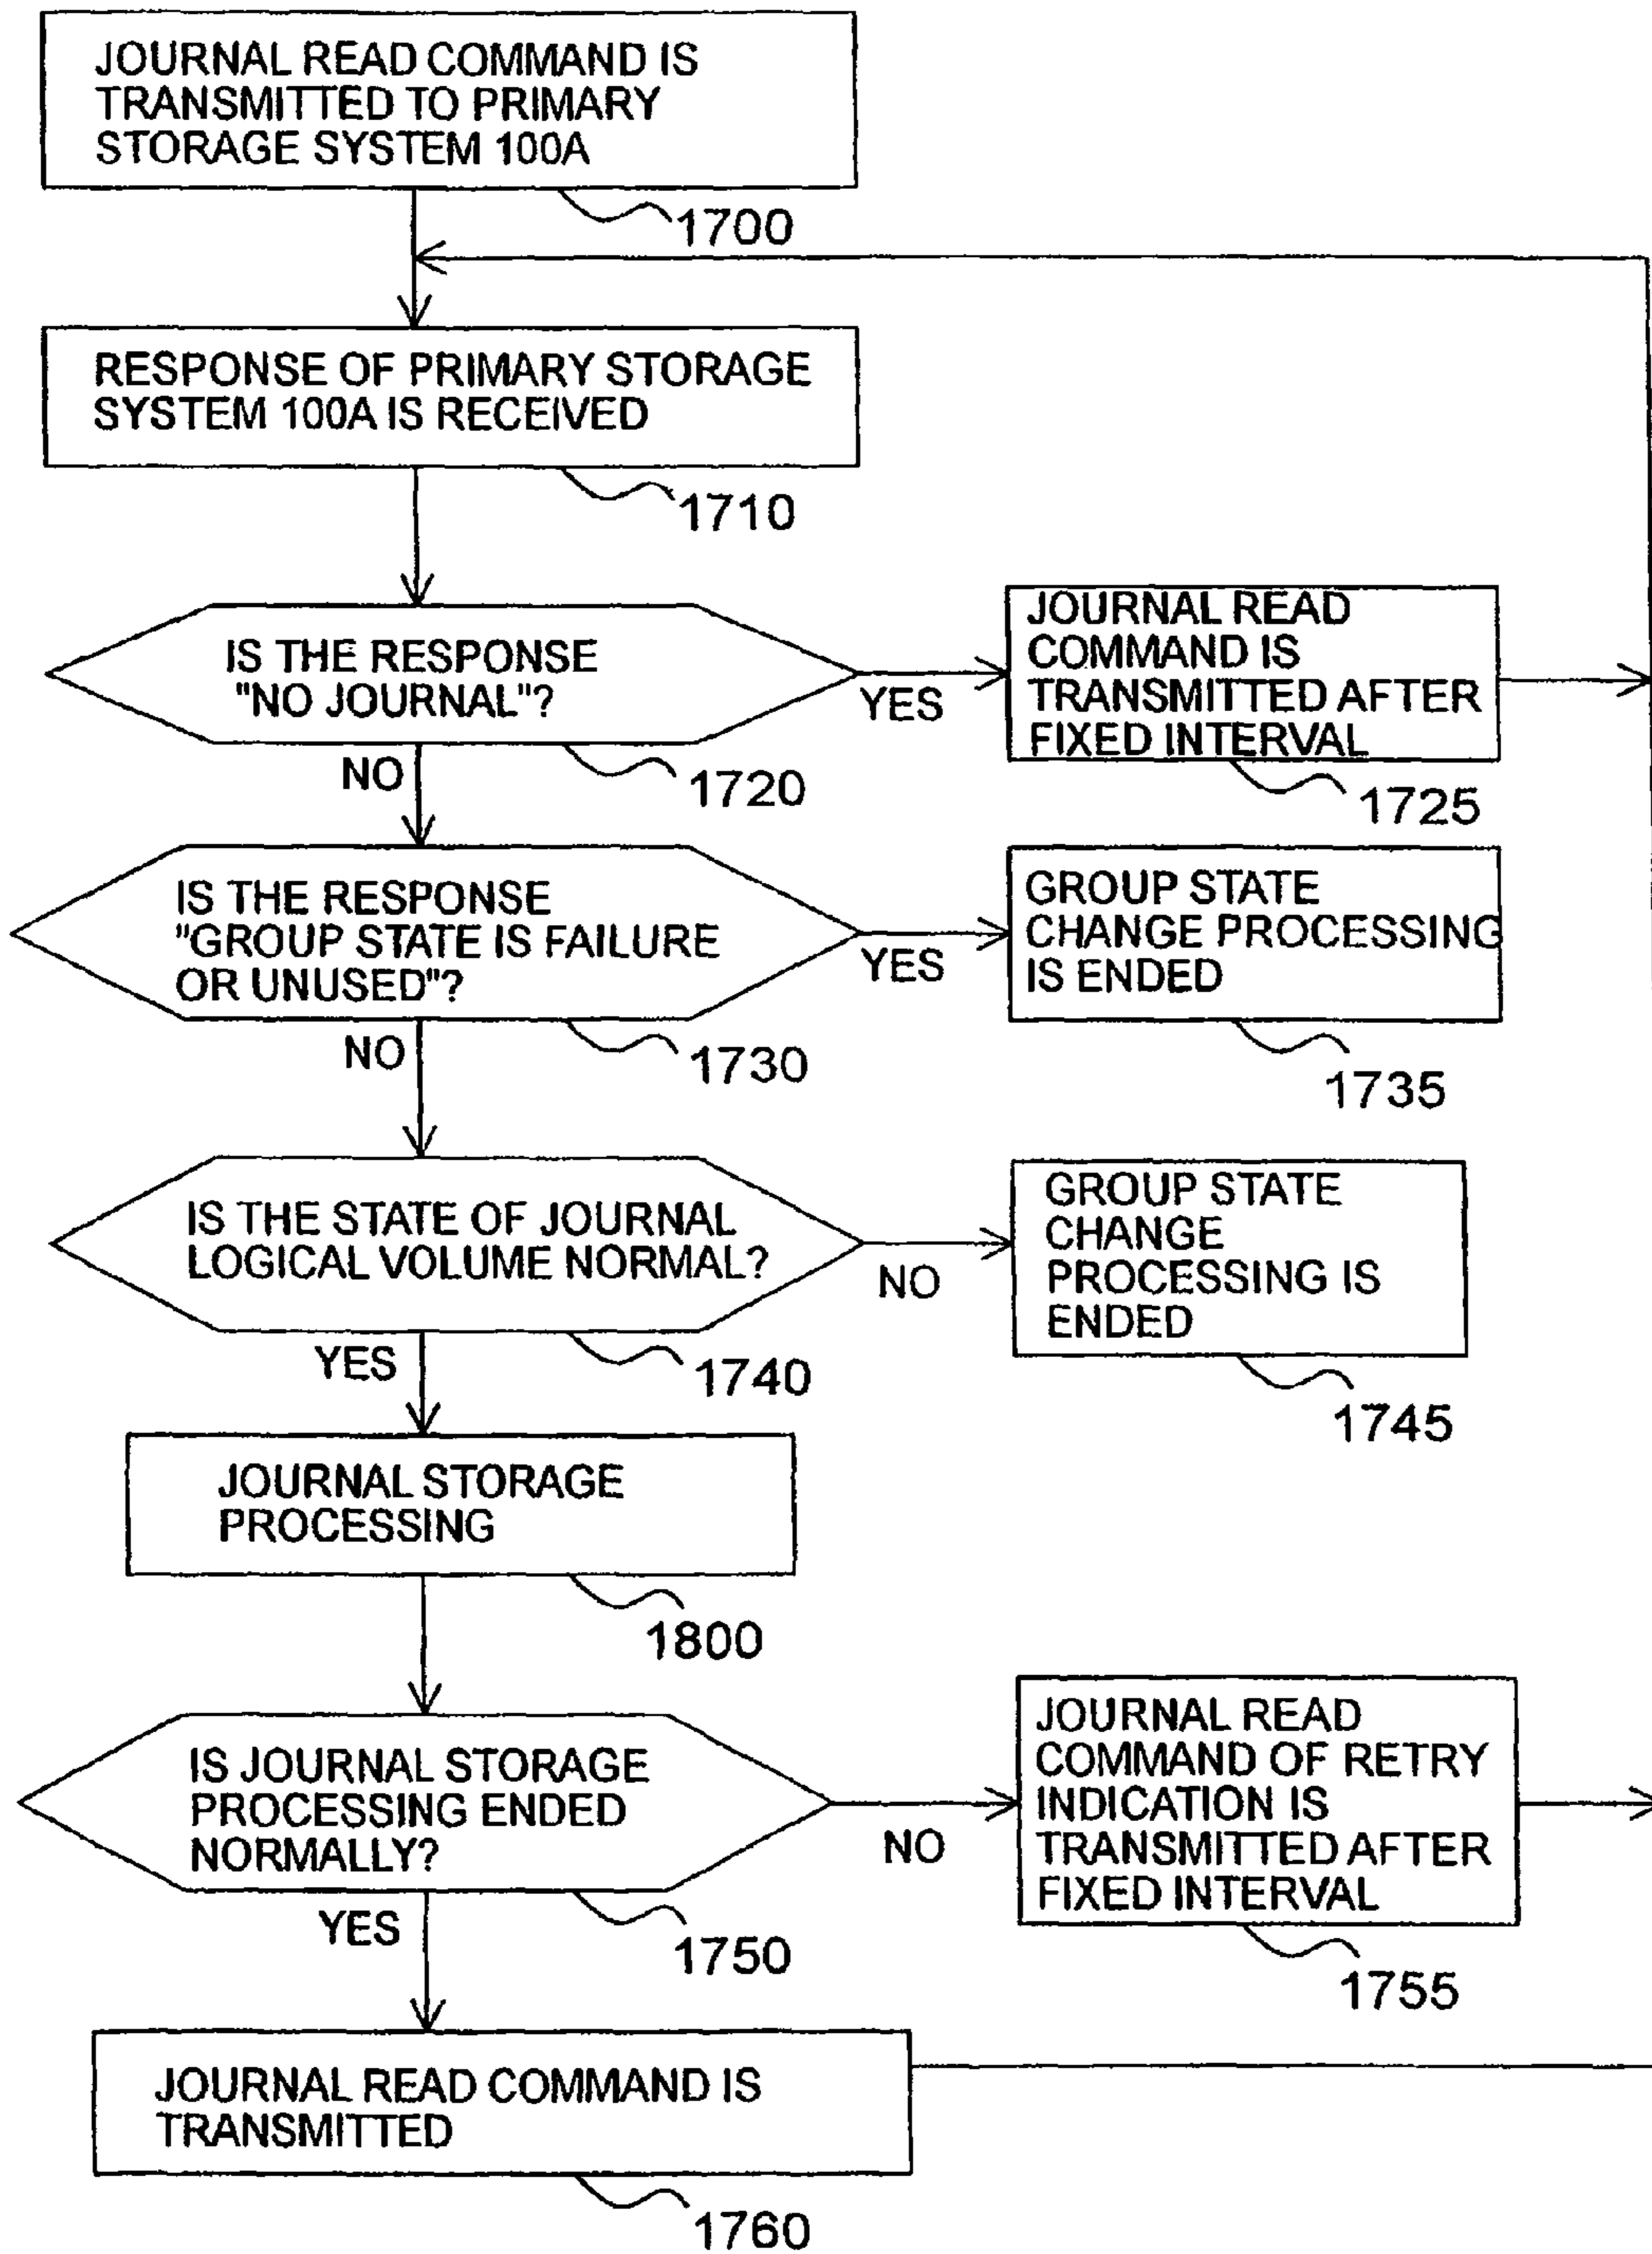 JOURNAL READ COMMAND IS
TRANSMITTED TO PRIMARY
STORAGE SYSTEM 100A
1700
RESPONSE OF PRIMARY STORAGE
SYSTEM 100A IS RECEIVED
1710
IS THE RESPONSE
"NO JOURNAL"?
YES
NO
1720
JOURNAL READ
COMMAND IS
TRANSMITTED AFTER
FIXED INTERVAL
1725
IS THE RESPONSE
"GROUP STATE IS FAILURE
OR UNUSED"?
YES
NO
1730
GROUP STATE
CHANGE PROCESSING
IS ENDED
1735
IS THE STATE OF JOURNAL
LOGICAL VOLUME NORMAL?
NO
YES
1740
GROUP STATE
CHANGE
PROCESSING IS
ENDED
1745
JOURNAL STORAGE
PROCESSING
1800
IS JOURNAL STORAGE
PROCESSING ENDED
NORMALLY?
NO
YES
1750
JOURNAL READ
COMMAND OF RETRY
INDICATION IS
TRANSMITTED AFTER
FIXED INTERVAL
1755
JOURNAL READ COMMAND IS
TRANSMITTED
1760